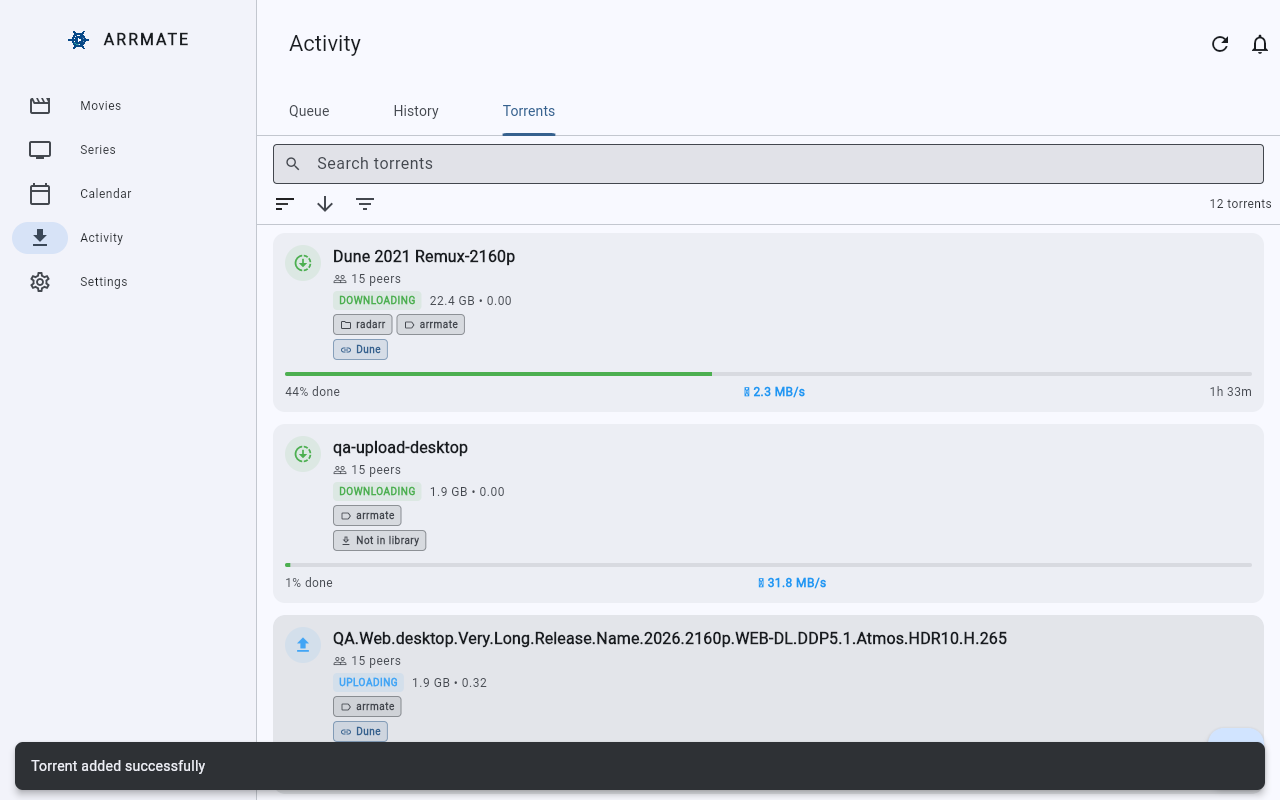 ARRMATE
Movies
Series
Calendar
Activity
Settings
Activity
Queue
History
Torrents
Search torrents
12 torrents
Dune 2021 Remux-2160p
15 peers
DOWNLOADING
22.4 GB • 0.00
radarr
arrmate
Dune
44% done
2.3 MB/s
1h 33m
qa-upload-desktop
15 peers
DOWNLOADING
1.9 GB • 0.00
arrmate
Not in library
1% done
31.8 MB/s
QA.Web.desktop.Very.Long.Release.Name.2026.2160p.WEB-DL.DDP5.1.Atmos.HDR10.H.265
15 peers
UPLOADING
1.9 GB • 0.32
arrmate
Dune
Torrent added successfully